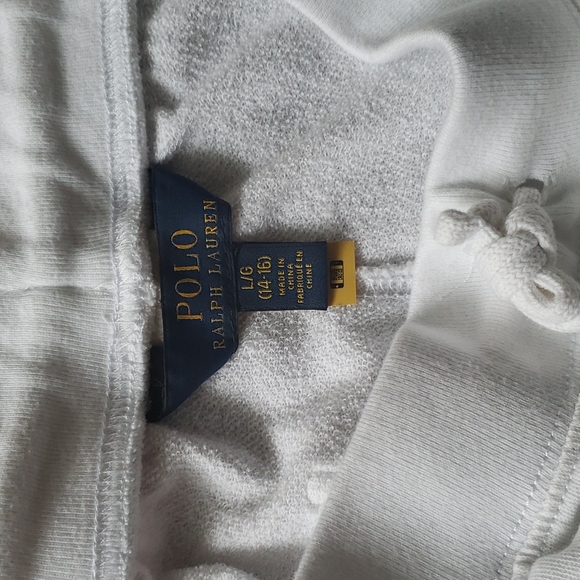 POLO
RALPH LAUREN
L/G
(14-16)
MADE IN
CHINA
FABRIQUÉ EN
CHINE